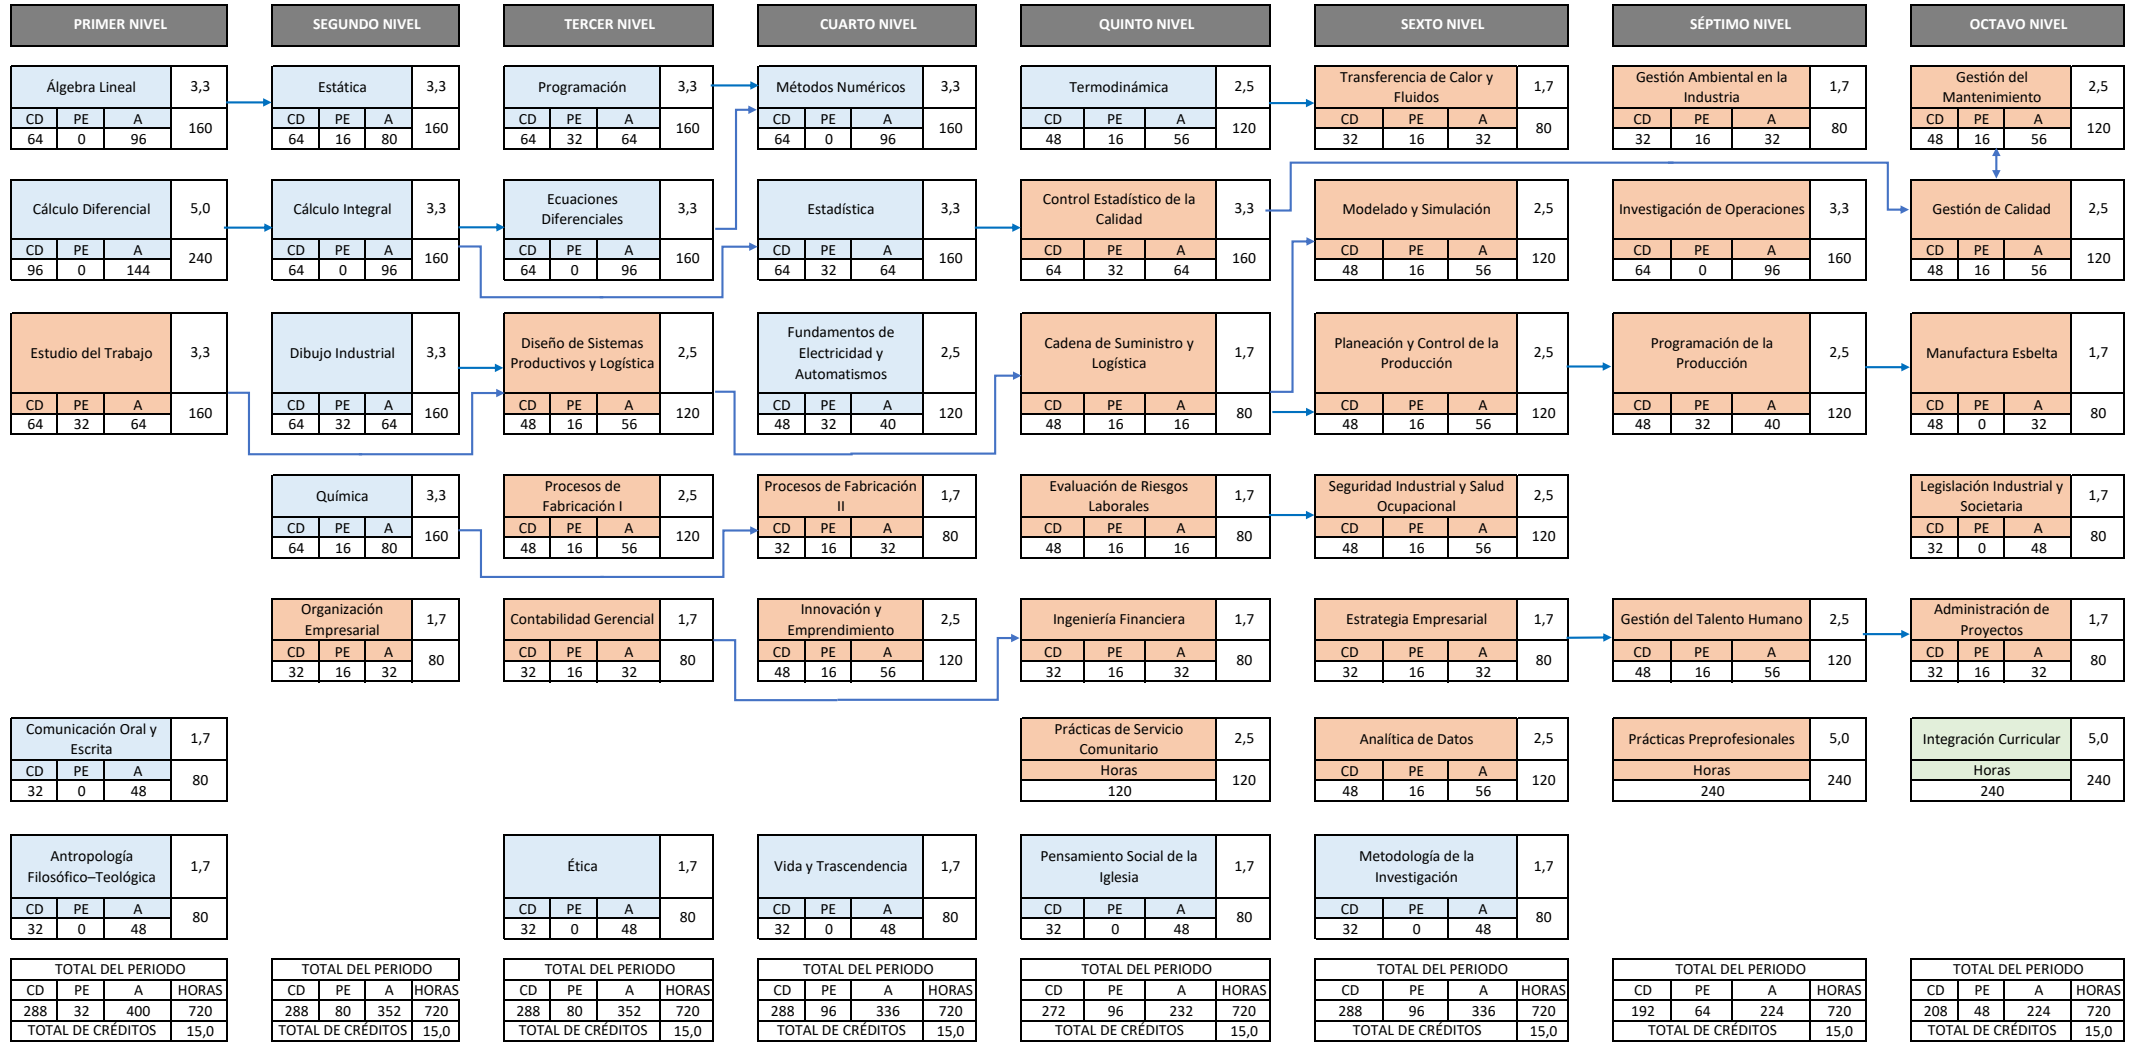 PRIMER NIVEL
SEGUNDO NIVEL
TERCER NIVEL
CUARTO NIVEL
QUINTO NIVEL
SEXTO NIVEL
SÉPTIMO NIVEL
OCTAVO NIVEL
Álgebra Lineal 3,3
CD PE A 160
64 0 96
Estática 3,3
CD PE A 160
64 16 80
Programación 3,3
CD PE A 160
64 32 64
Métodos Numéricos 3,3
CD PE A 160
64 0 96
Termodinámica 2,5
CD PE A 120
48 16 56
Transferencia de Calor y
Fluidos 1,7
CD PE A 80
32 16 32
Gestión Ambiental en la
Industria 1,7
CD PE A 80
32 16 32
Gestión del
Mantenimiento 2,5
CD PE A 120
48 16 56
Cálculo Diferencial 5,0
CD PE A 240
96 0 144
Cálculo Integral 3,3
CD PE A 160
64 0 96
Ecuaciones
Diferenciales 3,3
CD PE A 160
64 0 96
Estadística 3,3
CD PE A 160
64 32 64
Control Estadístico de la
Calidad 3,3
CD PE A 160
64 32 64
Modelado y Simulación 2,5
CD PE A 120
48 16 56
Investigación de Operaciones 3,3
CD PE A 160
64 0 96
Gestión de Calidad 2,5
CD PE A 120
48 16 56
Estudio del Trabajo 3,3
CD PE A 160
64 32 64
Dibujo Industrial 3,3
CD PE A 160
64 32 64
Diseño de Sistemas
Productivos y Logística 2,5
CD PE A 120
48 16 56
Fundamentos de
Electricidad y
Automatismos 2,5
CD PE A 120
48 32 40
Cadena de Suministro y
Logística 1,7
CD PE A 80
48 16 16
Planeación y Control de la
Producción 2,5
CD PE A 120
48 16 56
Programación de la
Producción 2,5
CD PE A 120
48 32 40
Manufactura Esbelta 1,7
CD PE A 80
48 0 32
Química 3,3
CD PE A 160
64 16 80
Procesos de
Fabricación I 2,5
CD PE A 120
48 16 56
Procesos de Fabricación
II 1,7
CD PE A 80
32 16 32
Evaluación de Riesgos
Laborales 1,7
CD PE A 80
48 16 16
Seguridad Industrial y Salud
Ocupacional 2,5
CD PE A 120
48 16 56
Legislación Industrial y
Societaria 1,7
CD PE A 80
32 0 48
Organización
Empresarial 1,7
CD PE A 80
32 16 32
Contabilidad Gerencial 1,7
CD PE A 80
32 16 32
Innovación y
Emprendimiento 2,5
CD PE A 120
48 16 56
Ingeniería Financiera 1,7
CD PE A 80
32 16 32
Estrategia Empresarial 1,7
CD PE A 80
32 16 32
Gestión del Talento Humano 2,5
CD PE A 120
48 16 56
Administración de
Proyectos 1,7
CD PE A 80
32 16 32
Comunicación Oral y
Escrita 1,7
CD PE A 80
32 0 48
Prácticas de Servicio
Comunitario 2,5
Horas 120
120
Analítica de Datos 2,5
CD PE A 120
48 16 56
Prácticas Preprofesionales 5,0
Horas 240
240
Integración Curricular 5,0
Horas 240
240
Antropología
Filosófico–Teológica 1,7
CD PE A 80
32 0 48
Ética 1,7
CD PE A 80
32 0 48
Vida y Trascendencia 1,7
CD PE A 80
32 0 48
Pensamiento Social de la
Iglesia 1,7
CD PE A 80
32 0 48
Metodología de la
Investigación 1,7
CD PE A 80
32 0 48
TOTAL DEL PERIODO
CD PE A HORAS
288 32 400 720
TOTAL DE CRÉDITOS 15,0
TOTAL DEL PERIODO
CD PE A HORAS
288 80 352 720
TOTAL DE CRÉDITOS 15,0
TOTAL DEL PERIODO
CD PE A HORAS
288 80 352 720
TOTAL DE CRÉDITOS 15,0
TOTAL DEL PERIODO
CD PE A HORAS
288 96 336 720
TOTAL DE CRÉDITOS 15,0
TOTAL DEL PERIODO
CD PE A HORAS
272 96 232 720
TOTAL DE CRÉDITOS 15,0
TOTAL DEL PERIODO
CD PE A HORAS
288 96 336 720
TOTAL DE CRÉDITOS 15,0
TOTAL DEL PERIODO
CD PE A HORAS
192 64 224 720
TOTAL DE CRÉDITOS 15,0
TOTAL DEL PERIODO
CD PE A HORAS
208 48 224 720
TOTAL DE CRÉDITOS 15,0